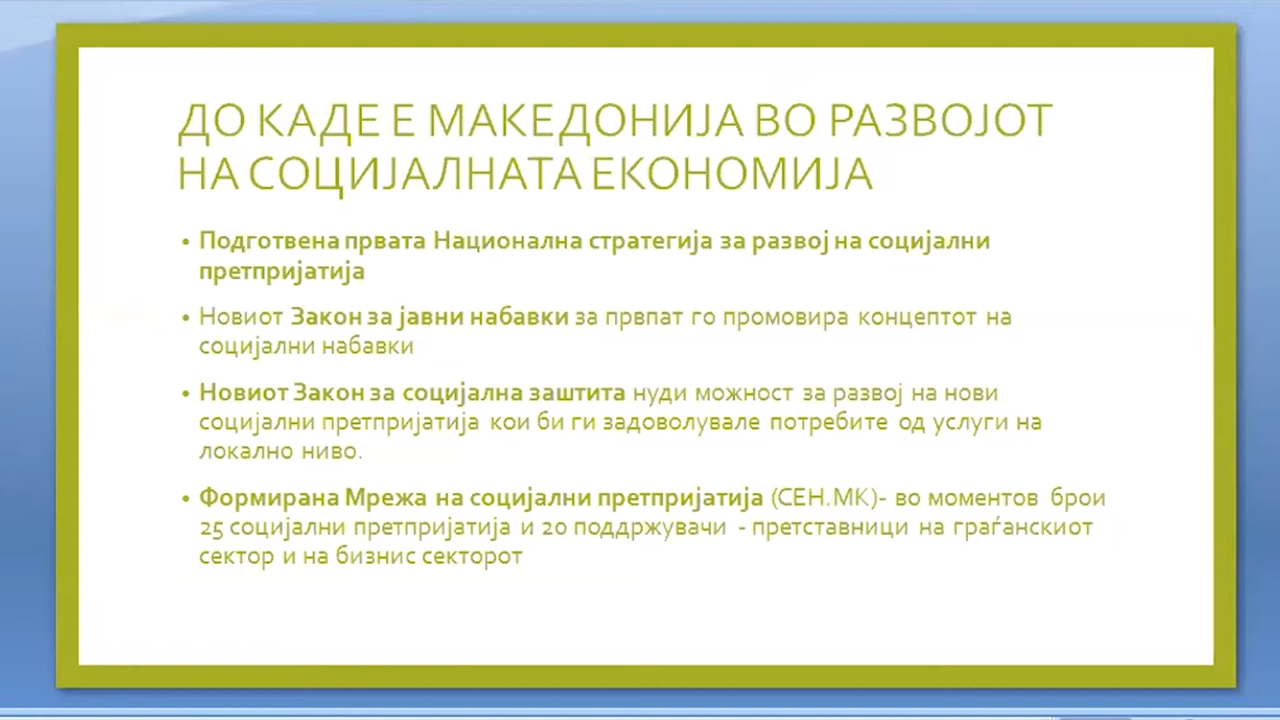 ДО КАДЕ Е МАКЕДОНИЈА ВО РАЗВОЈОТ
НА СОЦИЈАЛНАТА ЕКОНОМИЈА
• Подготвена првата Национална стратегија за развој на социјални
претпријатија
• Новиот Закон за јавни набавки за првпат го промовира концептот на
социјални набавки
• Новиот Закон за социјална заштита нуди можност за развој на нови
социјални претпријатија кои би ги задоволувале потребите од услуги на
локално ниво.
• Формирана Мрежа на социјални претпријатија (СЕН.МК)- во моментов брои
25 социјални претпријатија и 20 поддржувачи - претставници на граѓанскиот
сектор и на бизнис секторот